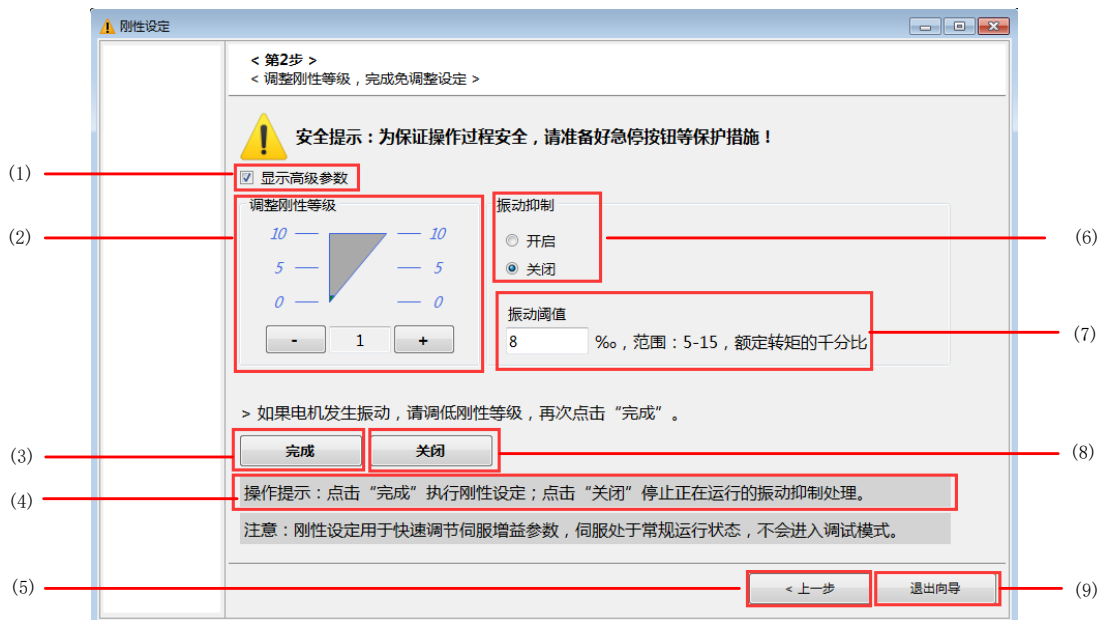 刚性设定
< 第2步 >
< 调整刚性等级，完成免调整设定 >
安全提示：为保证操作过程安全，请准备好急停按钮等保护措施！
(1)
显示高级参数
(2)
调整刚性等级
10
10
5
5
0
0
-
1
+
振动抑制
开启
关闭
(6)
振动阈值
8
‰，范围：5-15，额定转矩的千分比
(7)
> 如果电机发生振动，请调低刚性等级，再次点击“完成”。
(3)
完成
关闭
(8)
(4)
操作提示：点击“完成”执行刚性设定；点击“关闭”停止正在运行的振动抑制处理。
注意：刚性设定用于快速调节伺服增益参数，伺服处于常规运行状态，不会进入调试模式。
(5)
< 上一步
退出向导
(9)